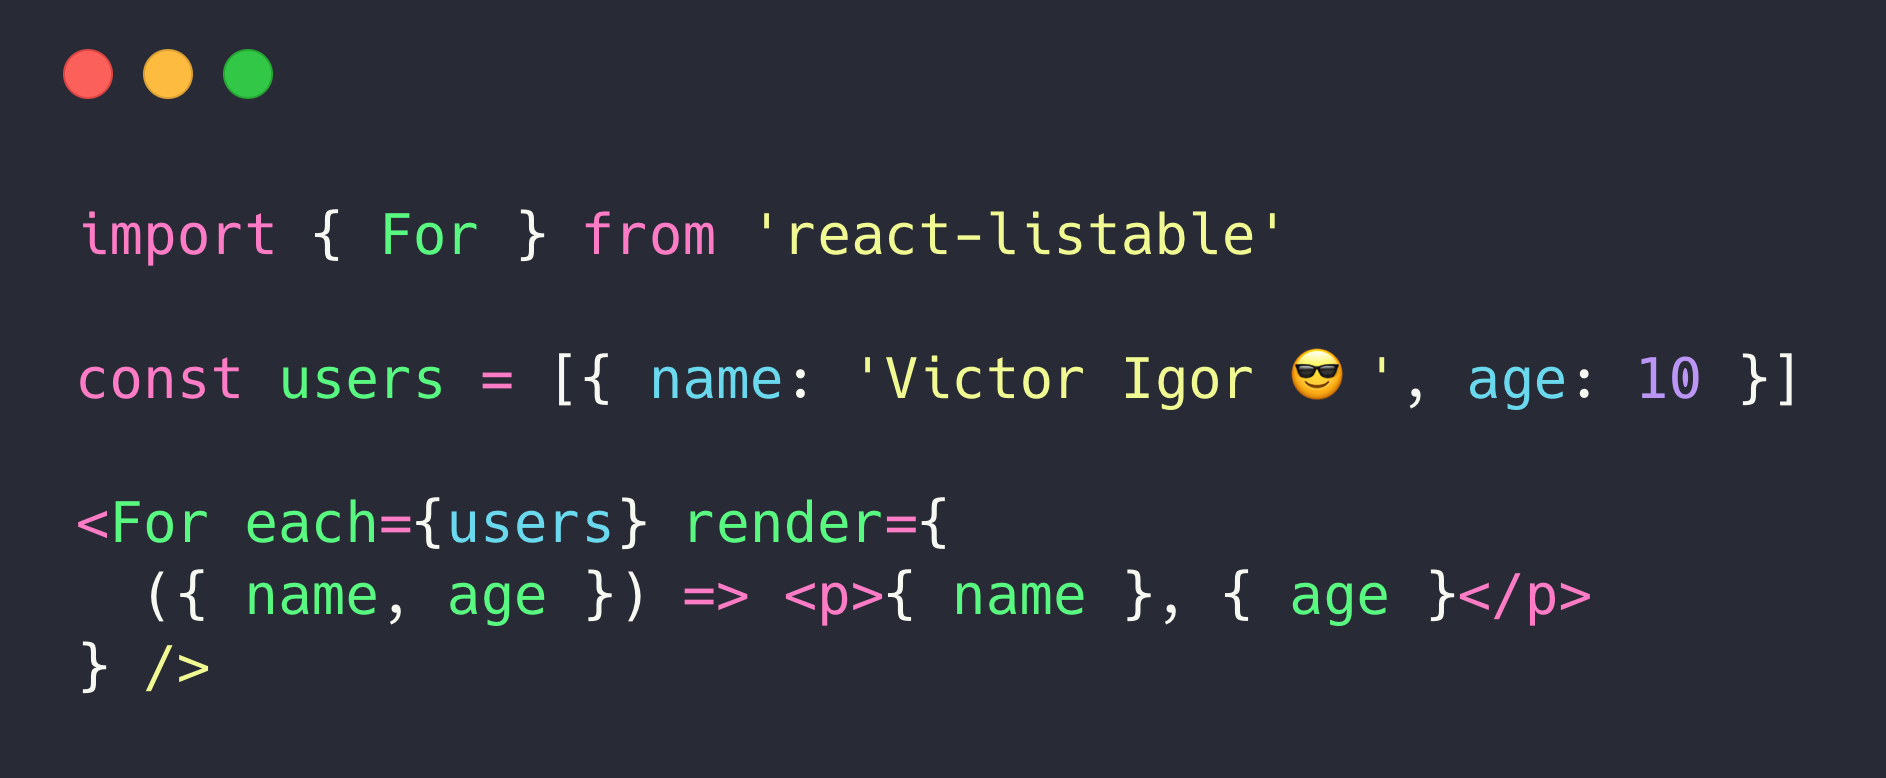 import { For } from 'react-listable'
const users = [{ name: 'Victor Igor 😎 ', age: 10 }]
<For each={users} render={
  ({ name, age }) => <p>{ name }, { age }</p>
} />